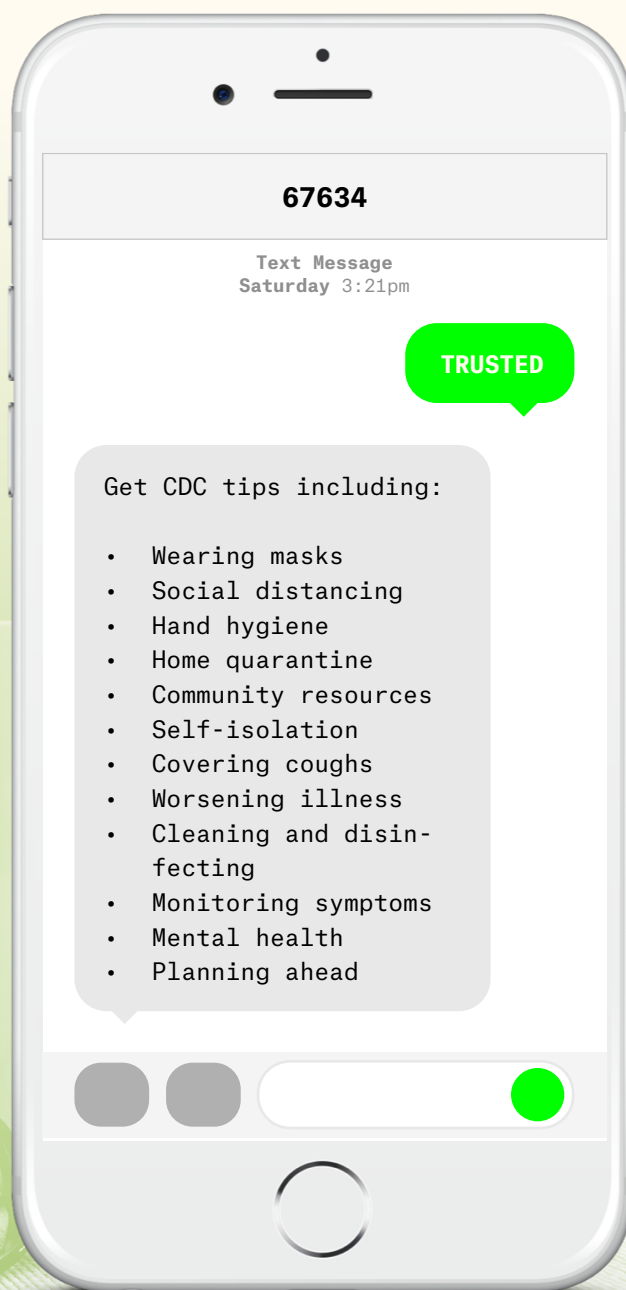 67634
Text Message
Saturday 3:21pm
TRUSTED
Get CDC tips including:
• Wearing masks
• Social distancing
• Hand hygiene
• Home quarantine
• Community resources
• Self-isolation
• Covering coughs
• Worsening illness
• Cleaning and disin-
fecting
• Monitoring symptoms
• Mental health
• Planning ahead